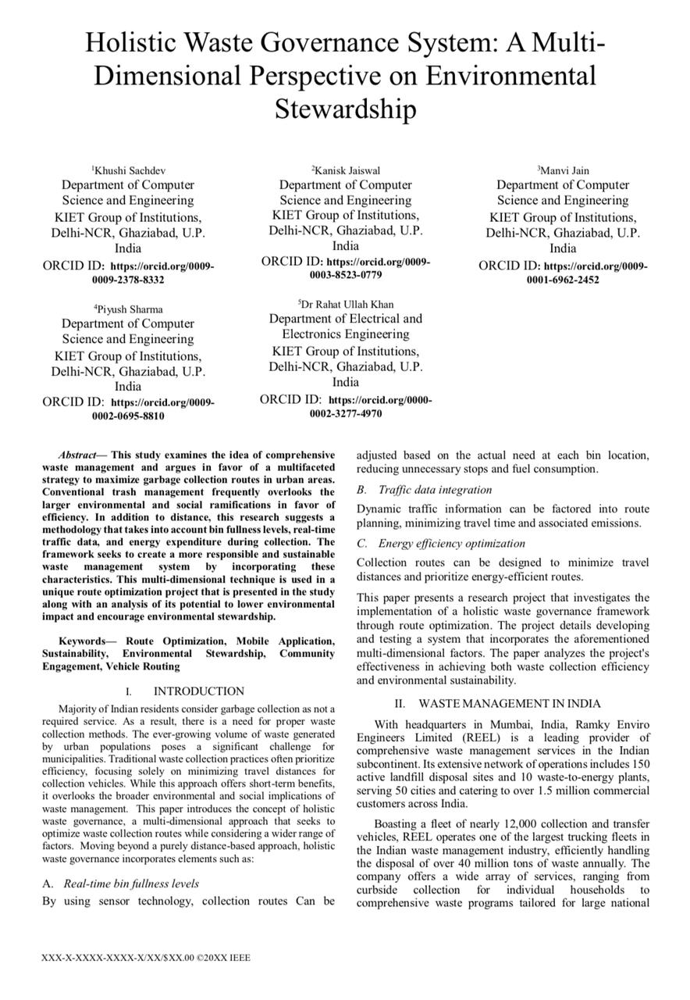 Holistic Waste Governance System: A Multi-
Dimensional Perspective on Environmental
Stewardship
1Khushi Sachdev
Department of Computer
Science and Engineering
KIET Group of Institutions,
Delhi-NCR, Ghaziabad, U.P.
India
ORCID ID: https://orcid.org/0009-
0009-2378-8332
2Kanisk Jaiswal
Department of Computer
Science and Engineering
KIET Group of Institutions,
Delhi-NCR, Ghaziabad, U.P.
India
ORCID ID: https://orcid.org/0009-
0003-8523-0779
3Manvi Jain
Department of Computer
Science and Engineering
KIET Group of Institutions,
Delhi-NCR, Ghaziabad, U.P.
India
ORCID ID: https://orcid.org/0009-
0001-6962-2452
4Piyush Sharma
Department of Computer
Science and Engineering
KIET Group of Institutions,
Delhi-NCR, Ghaziabad, U.P.
India
ORCID ID: https://orcid.org/0009-
0002-0695-8810
5Dr Rahat Ullah Khan
Department of Electrical and
Electronics Engineering
KIET Group of Institutions,
Delhi-NCR, Ghaziabad, U.P.
India
ORCID ID: https://orcid.org/0000-
0002-3277-4970
Abstract— This study examines the idea of comprehensive
waste management and argues in favor of a multifaceted
strategy to maximize garbage collection routes in urban areas.
Conventional trash management frequently overlooks the
larger environmental and social ramifications in favor of
efficiency. In addition to distance, this research suggests a
methodology that takes into account bin fullness levels, real-time
traffic data, and energy expenditure during collection. The
framework seeks to create a more responsible and sustainable
waste management system by incorporating these
characteristics. This multi-dimensional technique is used in a
unique route optimization project that is presented in the study
along with an analysis of its potential to lower environmental
impact and encourage environmental stewardship.
Keywords— Route Optimization, Mobile Application,
Sustainability, Environmental Stewardship, Community
Engagement, Vehicle Routing
I. INTRODUCTION
Majority of Indian residents consider garbage collection as not a
required service. As a result, there is a need for proper waste
collection methods. The ever-growing volume of waste generated
by urban populations poses a significant challenge for
municipalities. Traditional waste collection practices often prioritize
efficiency, focusing solely on minimizing travel distances for
collection vehicles. While this approach offers short-term benefits,
it overlooks the broader environmental and social implications of
waste management. This paper introduces the concept of holistic
waste governance, a multi-dimensional approach that seeks to
optimize waste collection routes while considering a wider range of
factors. Moving beyond a purely distance-based approach, holistic
waste governance incorporates elements such as:
A. Real-time bin fullness levels
By using sensor technology, collection routes Can be
adjusted based on the actual need at each bin location,
reducing unnecessary stops and fuel consumption.
B. Traffic data integration
Dynamic traffic information can be factored into route
planning, minimizing travel time and associated emissions.
C. Energy efficiency optimization
Collection routes can be designed to minimize travel
distances and prioritize energy-efficient routes.
This paper presents a research project that investigates the
implementation of a holistic waste governance framework
through route optimization. The project details developing
and testing a system that incorporates the aforementioned
multi-dimensional factors. The paper analyzes the project's
effectiveness in achieving both waste collection efficiency
and environmental sustainability.
II. WASTE MANAGEMENT IN INDIA
With headquarters in Mumbai, India, Ramky Enviro
Engineers Limited (REEL) is a leading provider of
comprehensive waste management services in the Indian
subcontinent. Its extensive network of operations includes 150
active landfill disposal sites and 10 waste-to-energy plants,
serving 50 cities and catering to over 1.5 million commercial
customers across India.
Boasting a fleet of nearly 12,000 collection and transfer
vehicles, REEL operates one of the largest trucking fleets in
the Indian waste management industry, efficiently handling
the disposal of over 40 million tons of waste annually. The
company offers a wide array of services, ranging from
curbside collection for individual households to
comprehensive waste programs tailored for large national
XXX-X-XXXX-XXXX-X/XX/$XX.00 ©20XX IEEE